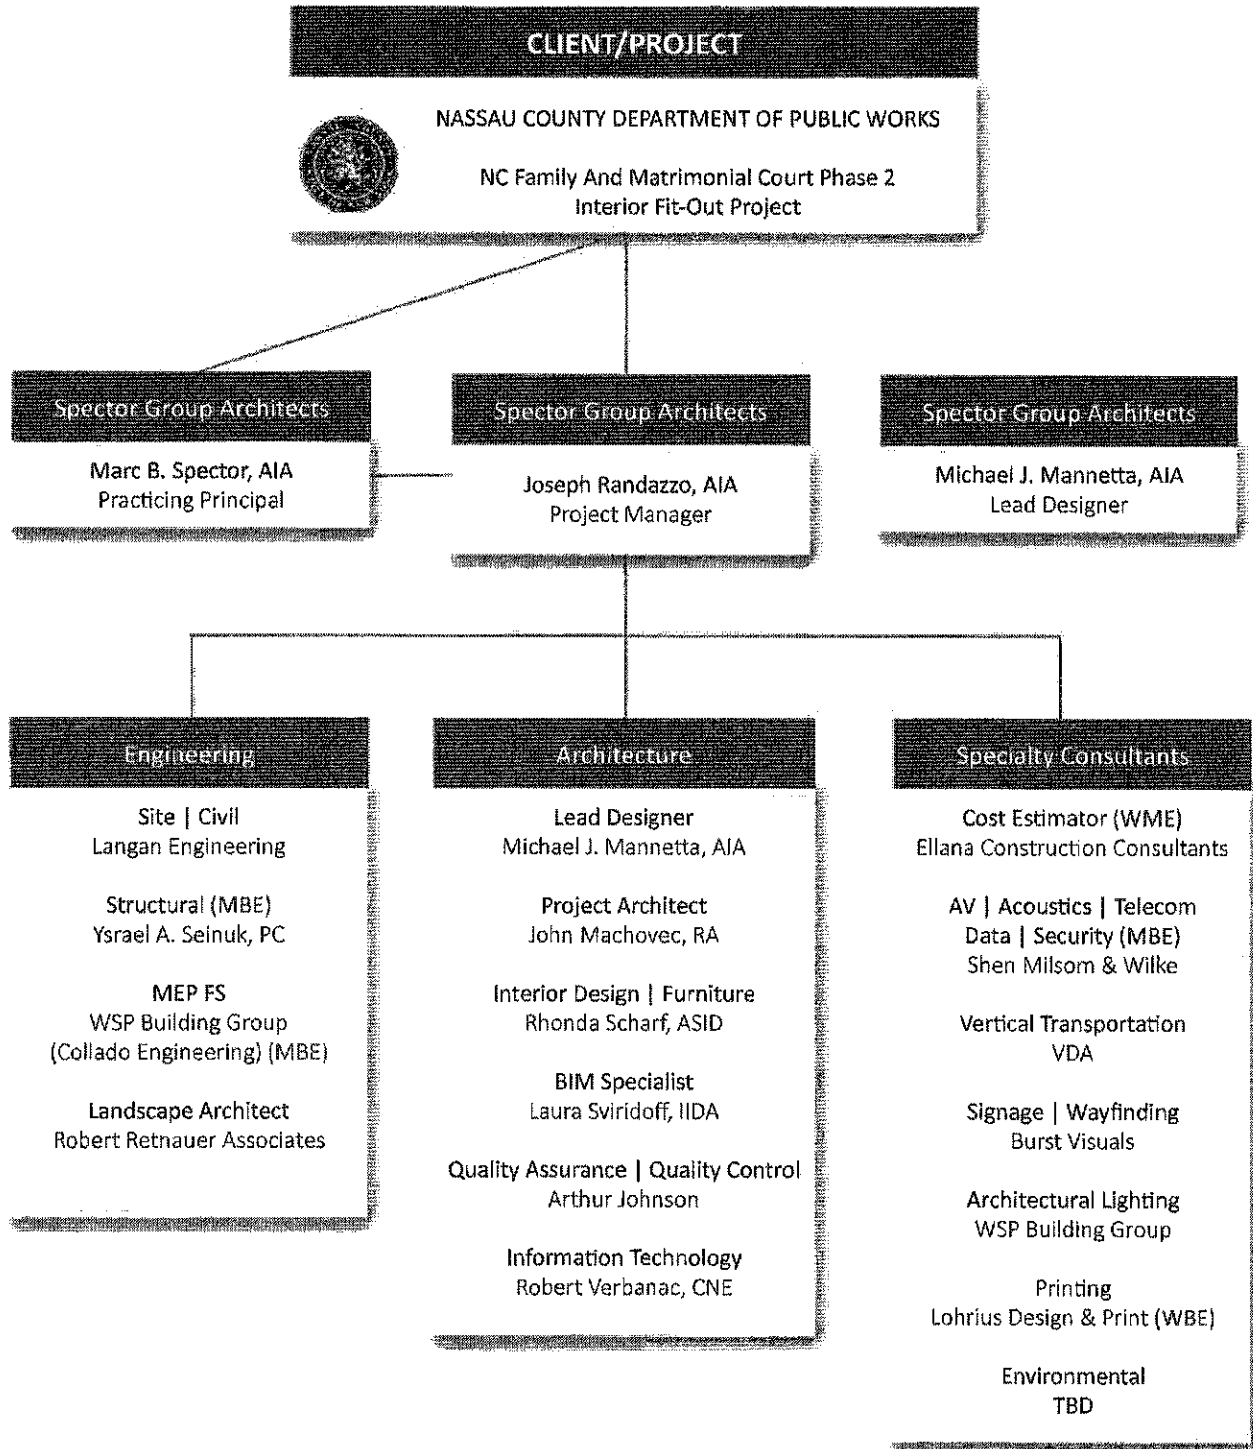 CLIENT/PROJECT
NASSAU COUNTY DEPARTMENT OF PUBLIC WORKS
NC Family And Matrimonial Court Phase 2
Interior Fit-Out Project
Spector Group Architects
Marc B. Spector, AIA
Practicing Principal
Spector Group Architects
Joseph Randazzo, AIA
Project Manager
Spector Group Architects
Michael J. Mannetta, AIA
Lead Designer
Engineering
Site | Civil
Langan Engineering
Structural (MBE)
Ysrael A. Seinuk, PC
MEP FS
WSP Building Group
(Collado Engineering) (MBE)
Landscape Architect
Robert Retnauer Associates
Architecture
Lead Designer
Michael J. Mannetta, AIA
Project Architect
John Machovec, RA
Interior Design | Furniture
Rhonda Scharf, ASID
BIM Specialist
Laura Sviridoff, IIDA
Quality Assurance | Quality Control
Arthur Johnson
Information Technology
Robert Verbanac, CNE
Specialty Consultants
Cost Estimator (WME)
Ellana Construction Consultants
AV | Acoustics | Telecom
Data | Security (MBE)
Shen Milsom & Wilke
Vertical Transportation
VDA
Signage | Wayfinding
Burst Visuals
Architectural Lighting
WSP Building Group
Printing
Lohrius Design & Print (WBE)
Environmental
TBD